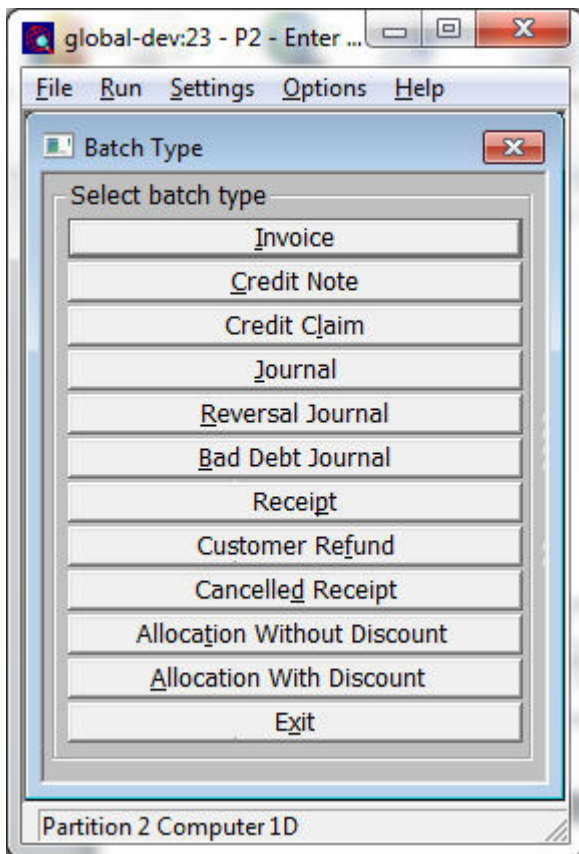 global-dev:23 - P2 - Enter ...
File Run Settings Options Help
Batch Type
Select batch type
Invoice
Credit Note
Credit Claim
Journal
Reversal Journal
Bad Debt Journal
Receipt
Customer Refund
Cancelled Receipt
Allocation Without Discount
Allocation With Discount
Exit
Partition 2 Computer 1D